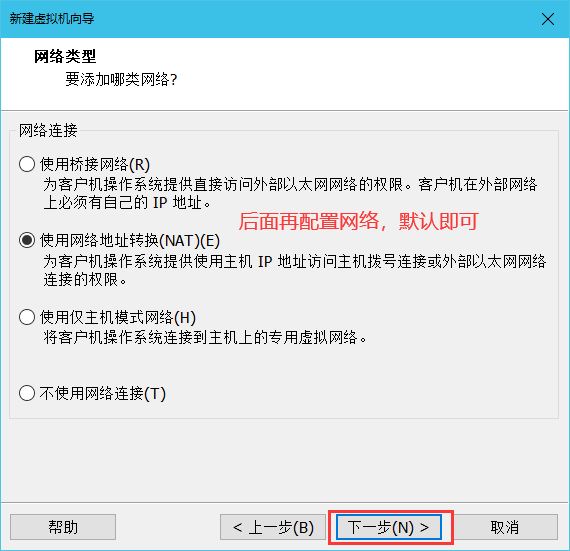 新建虚拟机向导
网络类型
要添加哪类网络?
网络连接
使用桥接网络(R)
为客户机操作系统提供直接访问外部以太网网络的权限。客户机在外部网络
上必须有自己的 IP 地址。
后面再配置网络，默认即可
使用网络地址转换(NAT)(E)
为客户机操作系统提供使用主机 IP 地址访问主机拨号连接或外部以太网网络
连接的权限。
使用仅主机模式网络(H)
将客户机操作系统连接到主机上的专用虚拟网络。
不使用网络连接(T)
帮助
< 上一步(B)
下一步(N) >
取消